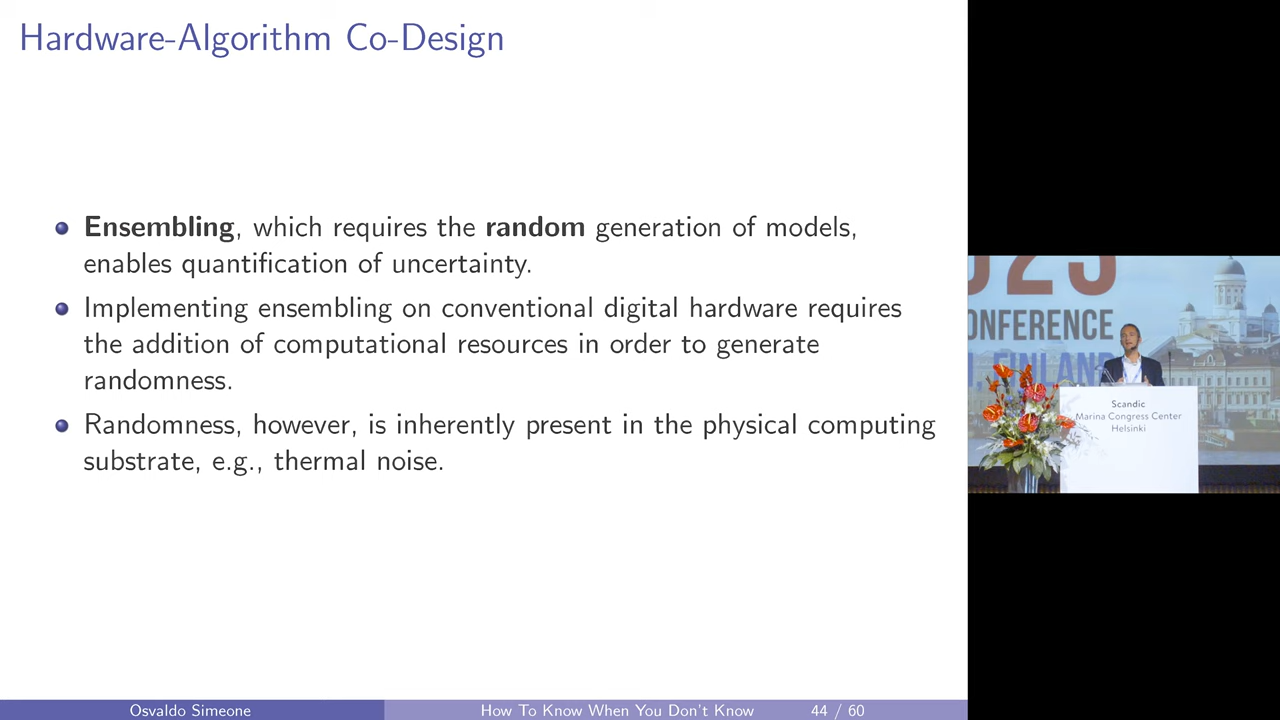 Hardware-Algorithm Co-Design
Ensembling, which requires the random generation of models,
enables quantification of uncertainty.
Implementing ensembling on conventional digital hardware requires
the addition of computational resources in order to generate
randomness.
Randomness, however, is inherently present in the physical computing
substrate, e.g., thermal noise.
Osvaldo Simeone
How To Know When You Don't Know
44 / 60
2023
ONFERENCE
I, FINLAND
Scandic
Marina Congress Center
Helsinki